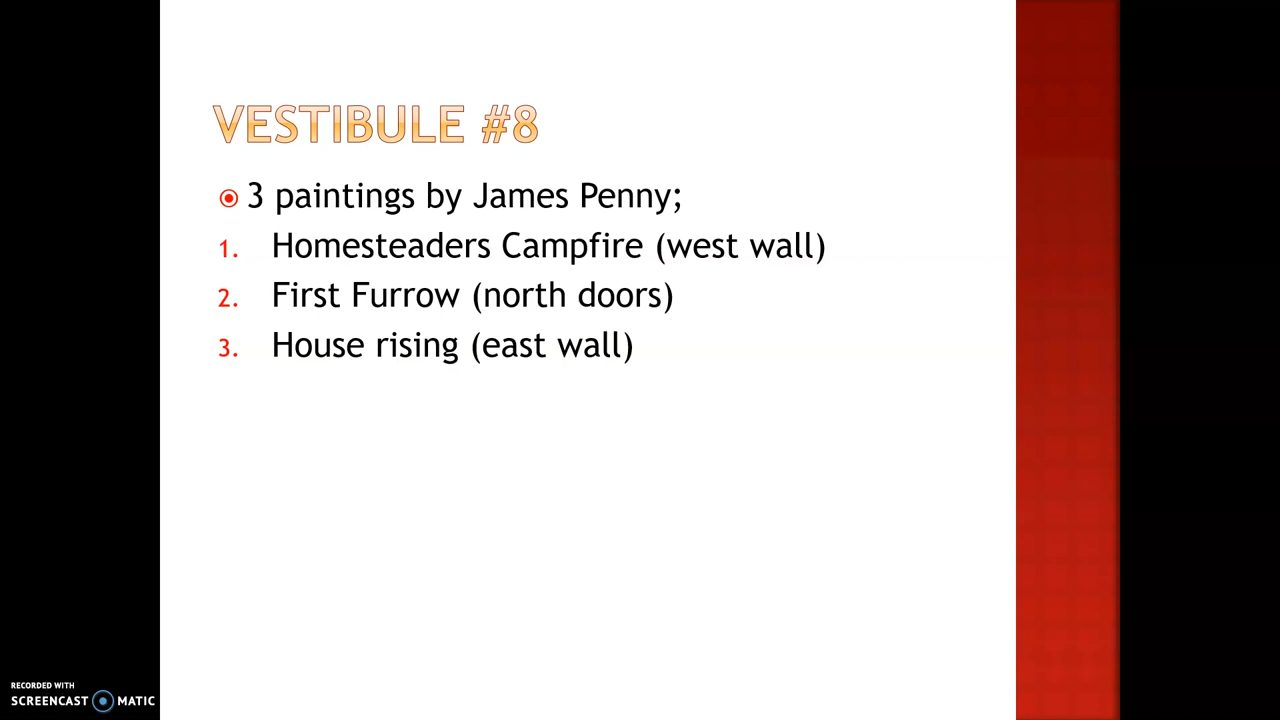 VESTIBULE #8
3 paintings by James Penny;
1. Homesteaders Campfire (west wall)
2. First Furrow (north doors)
3. House rising (east wall)
RECORDED WITH
SCREENCAST MATIC